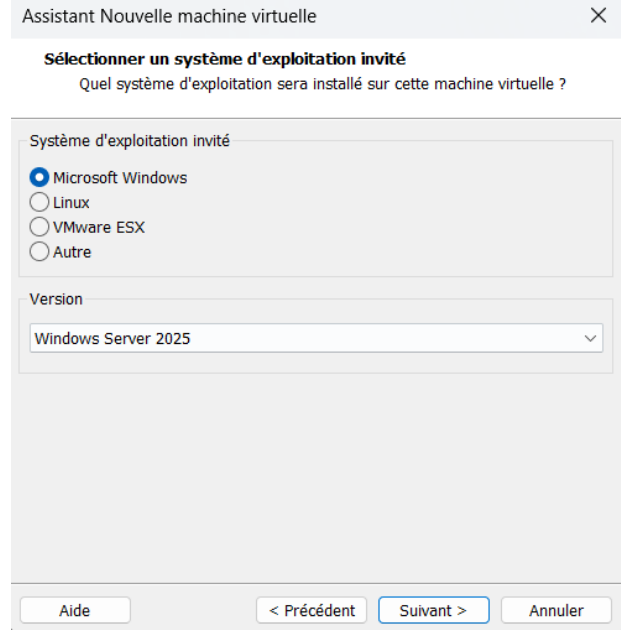 Assistant Nouvelle machine virtuelle
Sélectionner un système d'exploitation invité
Quel système d'exploitation sera installé sur cette machine virtuelle ?
Système d'exploitation invité
Microsoft Windows
Linux
VMware ESX
Autre
Version
Windows Server 2025
Aide
< Précédent
Suivant >
Annuler